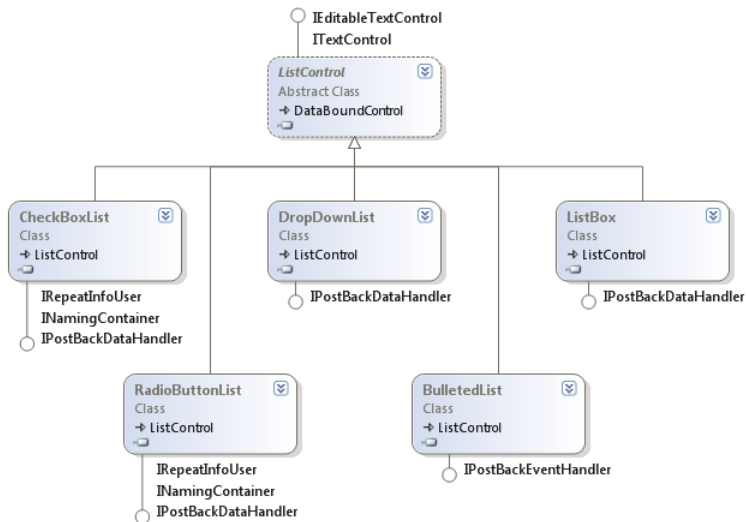 IEditableTextControl
ITextControl
ListControl
Abstract Class
DataBoundControl
CheckBoxList
Class
ListControl
IRepeatInfoUser
INamingContainer
IPostBackDataHandler
DropDownList
Class
ListControl
IPostBackDataHandler
ListBox
Class
ListControl
IPostBackDataHandler
RadioButtonList
Class
ListControl
IRepeatInfoUser
INamingContainer
IPostBackDataHandler
BulletedList
Class
ListControl
IPostBackEventHandler